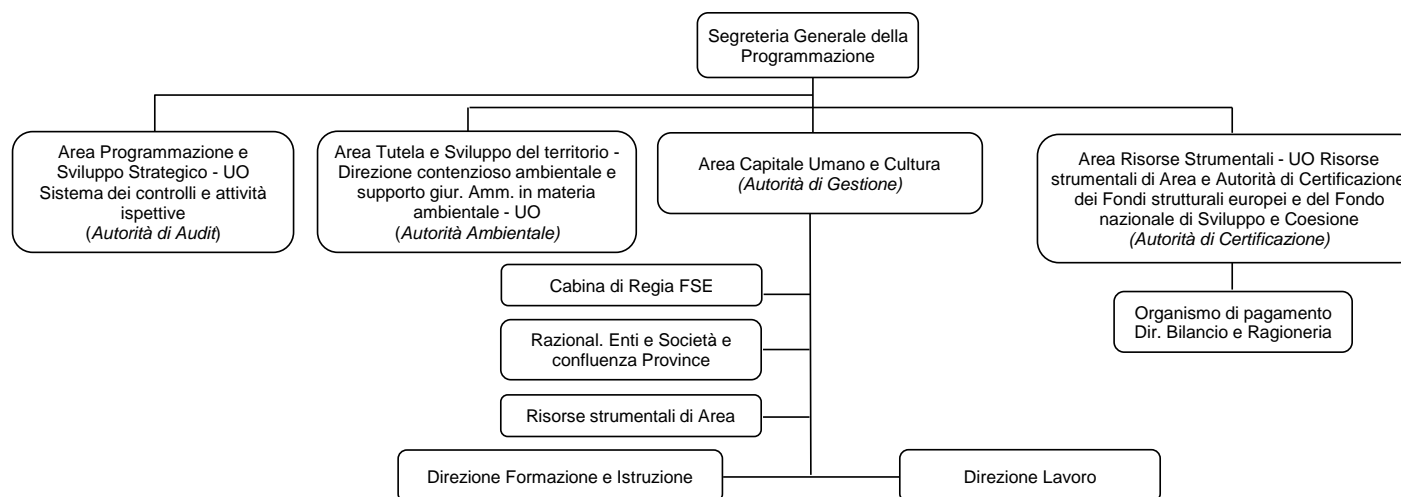 Segreteria Generale della
Programmazione
Area Programmazione e
Sviluppo Strategico - UO
Sistema dei controlli e attività
ispettive
(Autorità di Audit)
Area Tutela e Sviluppo del territorio -
Direzione contenzioso ambientale e
supporto giur. Amm. in materia
ambientale - UO
(Autorità Ambientale)
Area Capitale Umano e Cultura
(Autorità di Gestione)
Area Risorse Strumentali - UO Risorse
strumentali di Area e Autorità di Certificazione
dei Fondi strutturali europei e del Fondo
nazionale di Sviluppo e Coesione
(Autorità di Certificazione)
Cabina di Regia FSE
Organismo di pagamento
Dir. Bilancio e Ragioneria
Razional. Enti e Società e
confluenza Province
Risorse strumentali di Area
Direzione Formazione e Istruzione
Direzione Lavoro